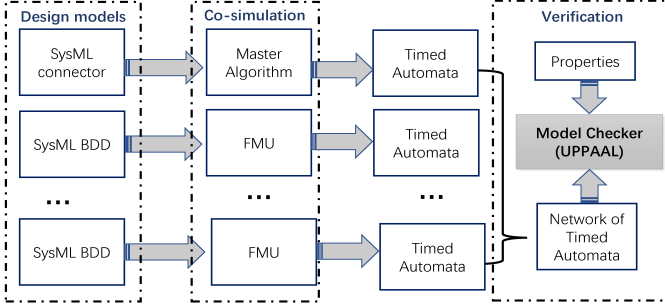 Design models
Co-simulation
Verification
SysML
connector
Master
Algorithm
Timed
Automata
Properties
SysML BDD
FMU
Timed
Automata
Model Checker
(UPPAAL)
...
...
...
SysML BDD
FMU
Timed
Automata
Network of
Timed
Automata